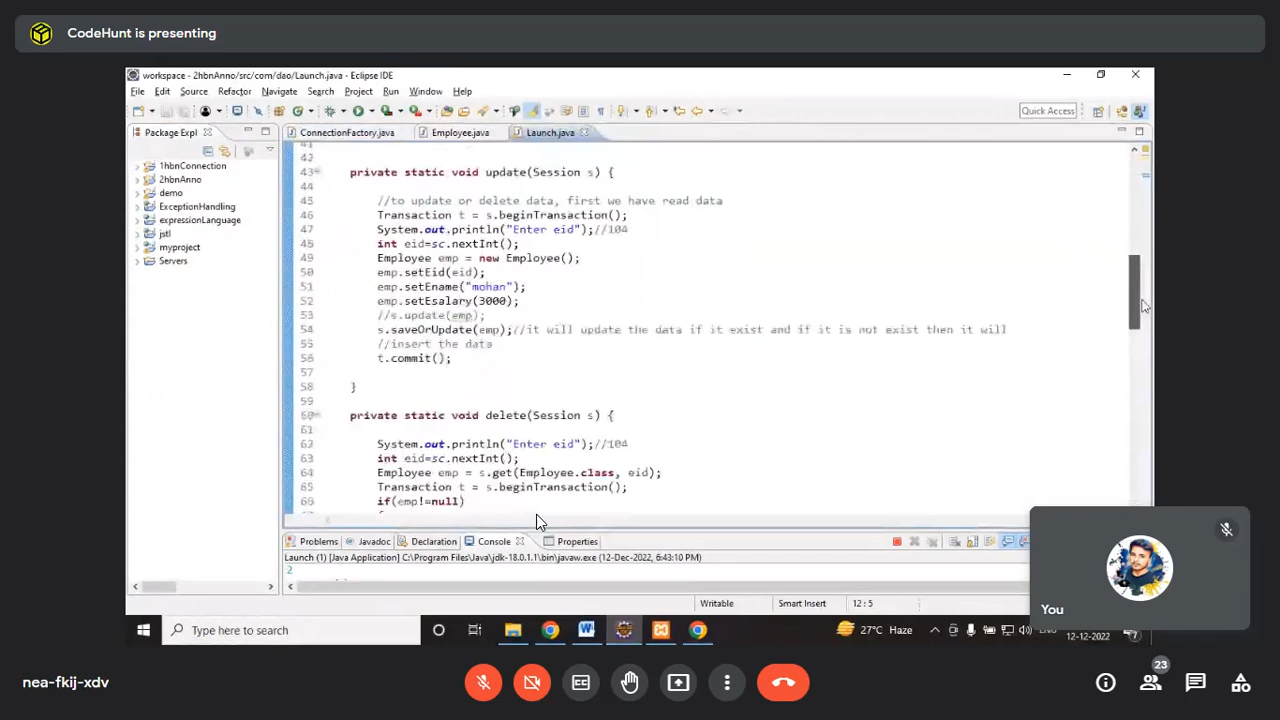 CodeHunt is presenting
workspace - 2hbnAnno/src/com/dao/Launch.java - Eclipse IDE
File Edit Source Refactor Navigate Search Project Run Window Help
Quick Access
Package Expl
ConnectionFactory.java Employee.java Launch.java
1hbnConnection
2hbnAnno
demo
ExceptionHandling
expressionLanguage
jstl
myproject
Servers
41
42
43 private static void update(Session s) {
44
45 //to update or delete data, first we have read data
46 Transaction t = s.beginTransaction();
47 System.out.println("Enter eid");//104
48 int eid=sc.nextInt();
49 Employee emp = new Employee();
50 emp.setEid(eid);
51 emp.setEname("mohan");
52 emp.setEsalary(3000);
53 //s.update(emp);
54 s.saveOrUpdate(emp);//it will update the data if it exist and if it is not exist then it will
55 //insert the data
56 t.commit();
57
58 }
59
60 private static void delete(Session s) {
61
62 System.out.println("Enter eid");//104
63 int eid=sc.nextInt();
64 Employee emp = s.get(Employee.class, eid);
65 Transaction t = s.beginTransaction();
66 if(emp!=null)
Problems Javadoc Declaration Console Properties
Launch (1) [Java Application] C:\Program Files\Java\jdk-18.0.1.1\bin\javaw.exe (12-Dec-2022, 6:43:10 PM)
2
Writable Smart Insert 12 : 5
Type here to search
27°C Haze
12-12-2022
You
nea-fkij-xdv
23